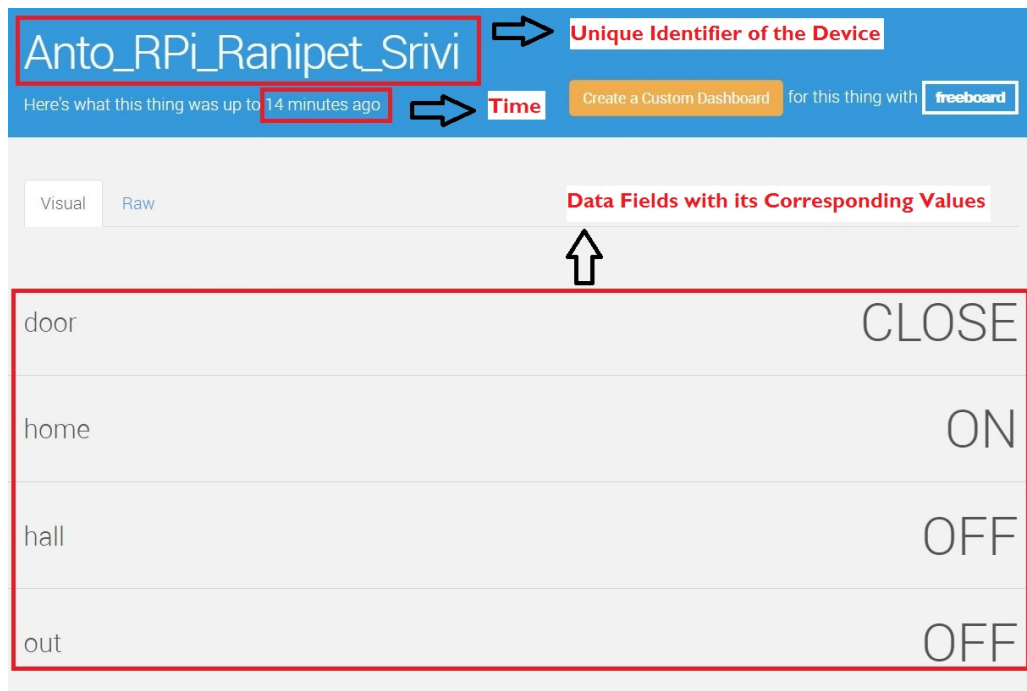 Anto_RPi_Ranipet_Srivi
Unique Identifier of the Device
Here's what this thing was up to 14 minutes ago
Time
Create a Custom Dashboard for this thing with freeboard
Visual
Raw
Data Fields with its Corresponding Values
door CLOSE
home ON
hall OFF
out OFF